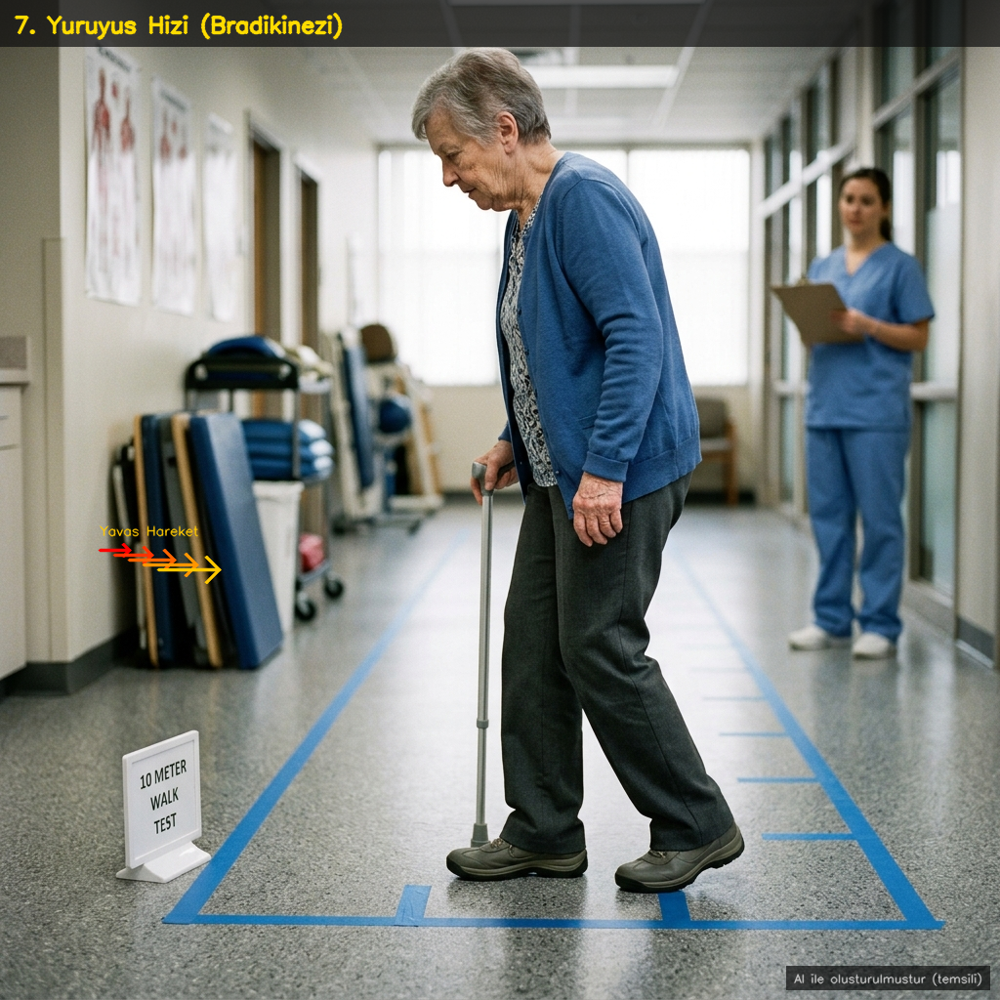 7. Yuruyus Hizi (Bradikinezi)
Yavas Hareket
10 METER
WALK
TEST
AI ile olusturulmustur (temsili)